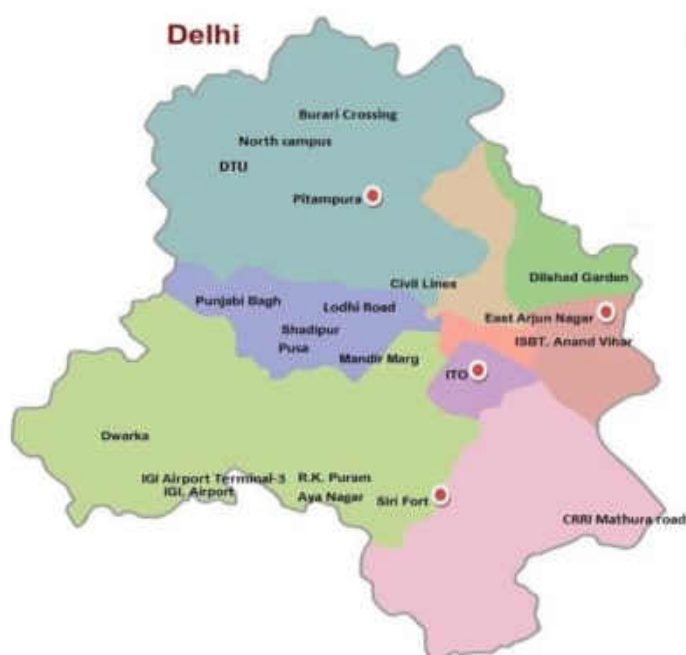 Delhi
Burari Crossing
North campus
DTU
Pitampura
Civil Lines
Dilshad Garden
Punjabi Bagh
Lodhi Road
East Arjun Nagar
Shadipur
ISBT. Anand Vihar
Pusa
Mandir Marg
ITO
Dwarka
IGI Airport Terminal-3
R.K. Puram
IGI. Airport
Aya Nagar
Siri Fort
CRRI Mathura road